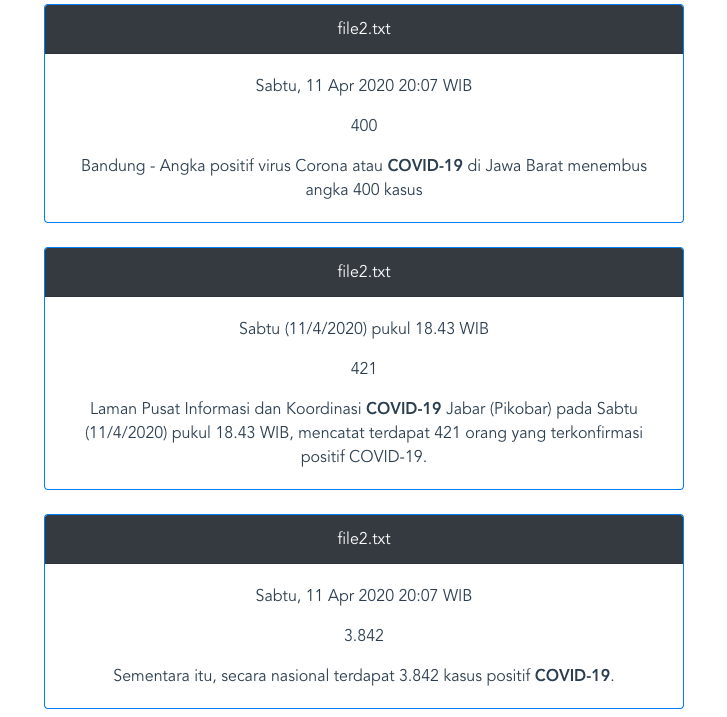 file2.txt
Sabtu, 11 Apr 2020 20:07 WIB
400
Bandung - Angka positif virus Corona atau COVID-19 di Jawa Barat menembus
angka 400 kasus
file2.txt
Sabtu (11/4/2020) pukul 18.43 WIB
421
Laman Pusat Informasi dan Koordinasi COVID-19 Jabar (Pikobar) pada Sabtu
(11/4/2020) pukul 18.43 WIB, mencatat terdapat 421 orang yang terkonfirmasi
positif COVID-19.
file2.txt
Sabtu, 11 Apr 2020 20:07 WIB
3.842
Sementara itu, secara nasional terdapat 3.842 kasus positif COVID-19.